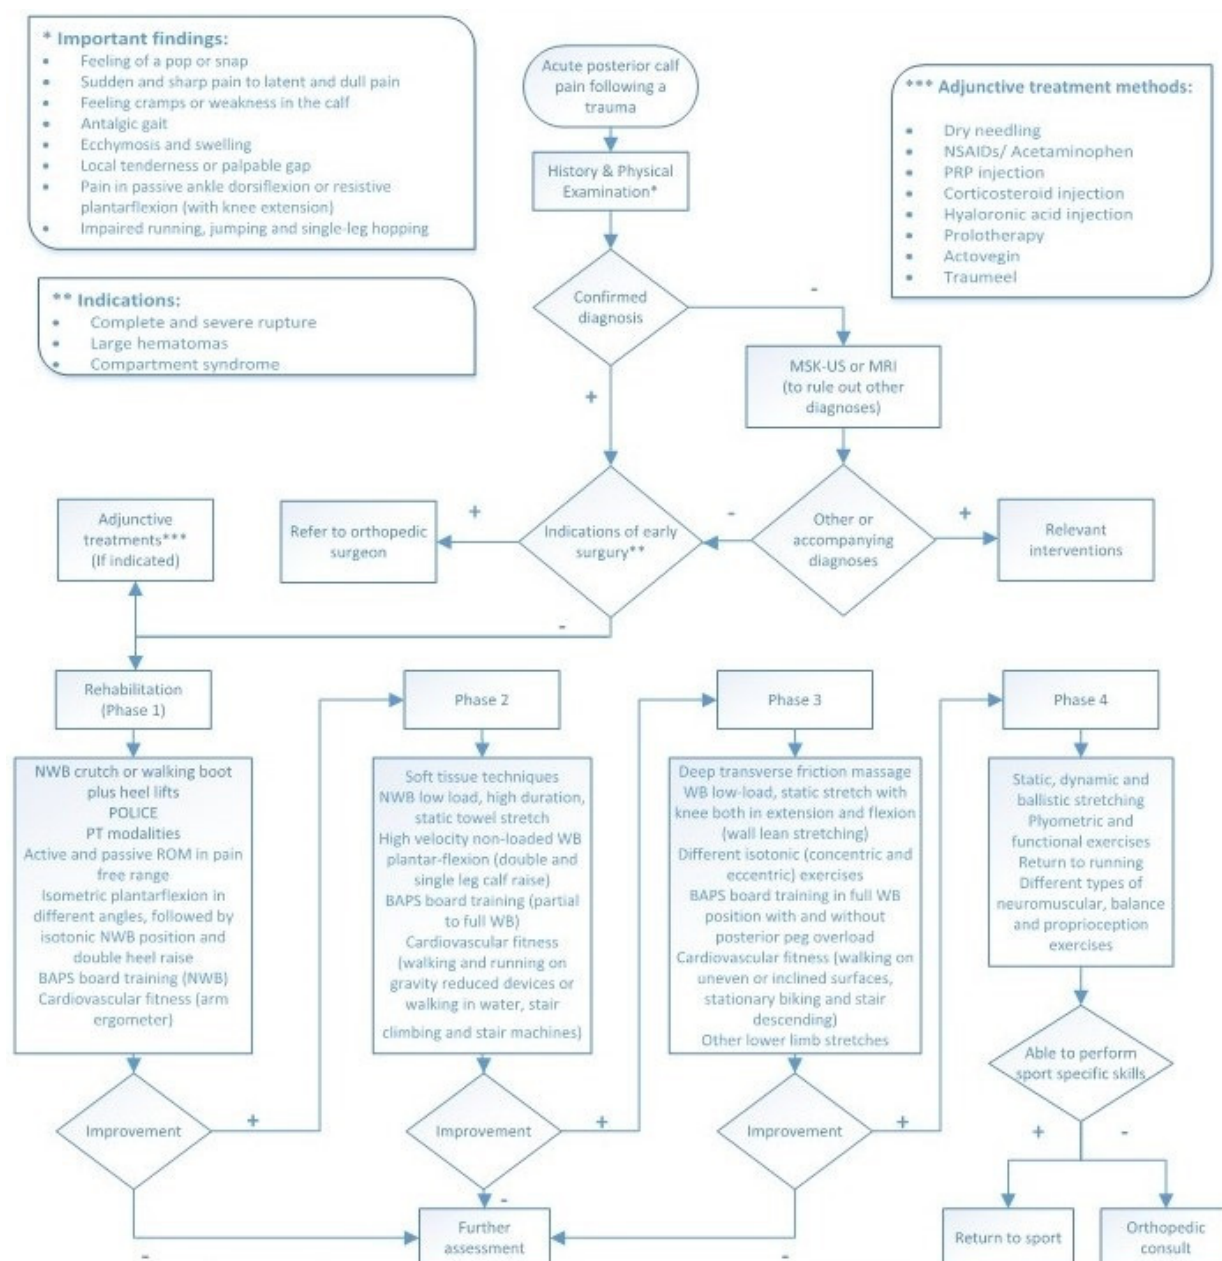 * Important findings:
• Feeling of a pop or snap
• Sudden and sharp pain to latent and dull pain
• Feeling cramps or weakness in the calf
• Antalgic gait
• Ecchymosis and swelling
• Local tenderness or palpable gap
• Pain in passive ankle dorsiflexion or resistive
plantarflexion (with knee extension)
• Impaired running, jumping and single-leg hopping
** Indications:
• Complete and severe rupture
• Large hematomas
• Compartment syndrome
Acute posterior calf
pain following a
trauma
History & Physical
Examination*
*** Adjunctive treatment methods:
• Dry needling
• NSAIDs/ Acetaminophen
• PRP injection
• Corticosteroid injection
• Hyaloronic acid injection
• Prolotherapy
• Actovegin
• Traumeel
Confirmed
diagnosis
-
+
MSK-US or MRI
(to rule out other
diagnoses)
Adjunctive
treatments***
(If indicated)
Refer to orthopedic
surgeon
+
Indications of early
surgury**
-
Other or
accompanying
diagnoses
+
Relevant
interventions
-
Rehabilitation
(Phase 1)
Phase 2
Phase 3
Phase 4
NWB crutch or walking boot
plus heel lifts
POLICE
PT modalities
Active and passive ROM in pain
free range
Isometric plantarflexion in
different angles, followed by
isotonic NWB position and
double heel raise
BAPS board training (NWB)
Cardiovascular fitness (arm
ergometer)
Soft tissue techniques
NWB low load, high duration,
static towel stretch
High velocity non-loaded WB
plantar-flexion (double and
single leg calf raise)
BAPS board training (partial
to full WB)
Cardiovascular fitness
(walking and running on
gravity reduced devices or
walking in water, stair
climbing and stair machines)
Deep transverse friction massage
WB low-load, static stretch with
knee both in extension and flexion
(wall lean stretching)
Different isotonic (concentric and
eccentric) exercises
BAPS board training in full WB
position with and without
posterior peg overload
Cardiovascular fitness (walking on
uneven or inclined surfaces,
stationary biking and stair
descending)
Other lower limb stretches
Static, dynamic and
ballistic stretching
Plyometric and
functional exercises
Return to running
Different types of
neuromuscular, balance
and proprioception
exercises
Improvement
+
Improvement
+
Improvement
+
Able to perform
sport specific skills
+
-
-
-
-
Further
assessment
Return to sport
Orthopedic
consult